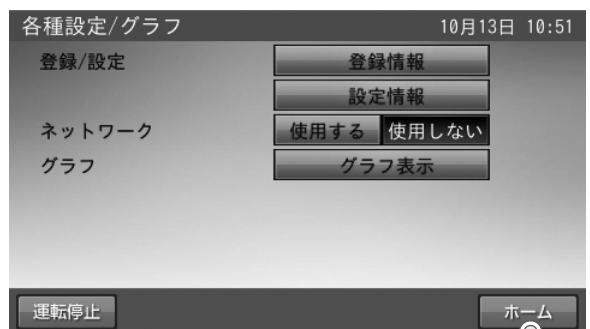 各種設定/グラフ 10月13日 10:51
登録/設定 登録情報
設定情報
ネットワーク 使用する 使用しない
グラフ グラフ表示
運転停止 ホーム